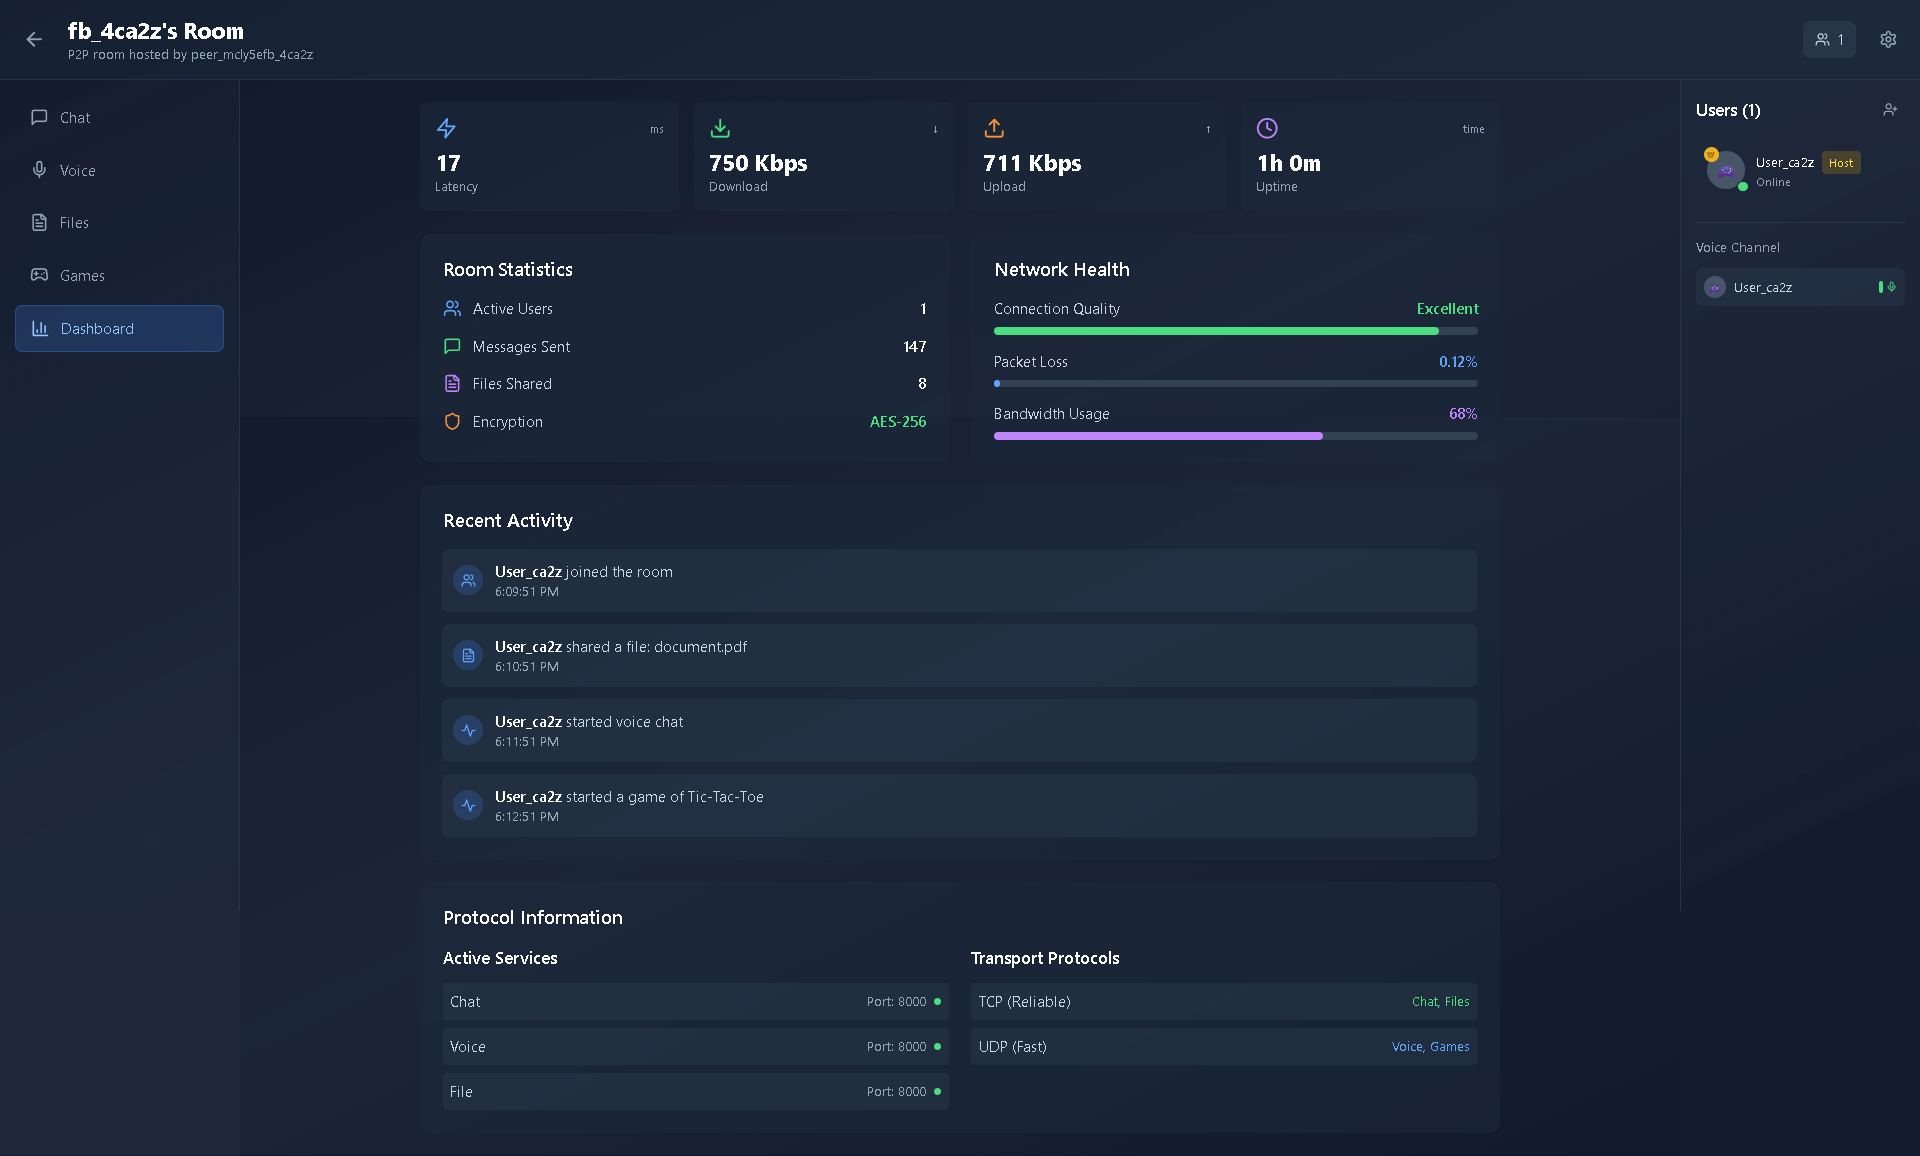 fb_4ca2z's Room
P2P room hosted by peer_mcly5efb_4ca2z
1
Chat
Voice
Files
Games
Dashboard
ms
17
Latency
↓
750 Kbps
Download
↑
711 Kbps
Upload
time
1h 0m
Uptime
Room Statistics
Active Users 1
Messages Sent 147
Files Shared 8
Encryption AES-256
Network Health
Connection Quality Excellent
Packet Loss 0.12%
Bandwidth Usage 68%
Recent Activity
User_ca2z joined the room
6:09:51 PM
User_ca2z shared a file: document.pdf
6:10:51 PM
User_ca2z started voice chat
6:11:51 PM
User_ca2z started a game of Tic-Tac-Toe
6:12:51 PM
Protocol Information
Active Services
Chat Port: 8000
Voice Port: 8000
File Port: 8000
Transport Protocols
TCP (Reliable) Chat, Files
UDP (Fast) Voice, Games
Users (1)
User_ca2z Host
Online
Voice Channel
User_ca2z